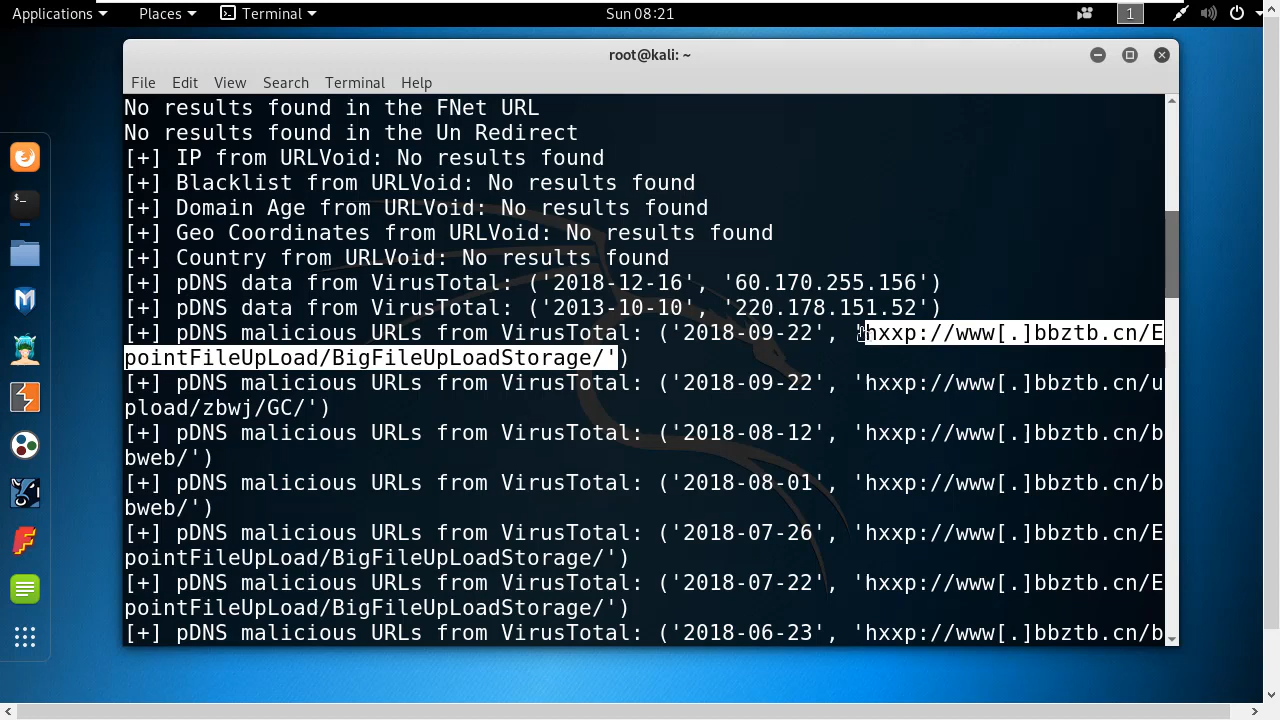 Applications Places Terminal Sun 08:21 1
root@kali: ~
File Edit View Search Terminal Help
No results found in the FNet URL
No results found in the Un Redirect
[+] IP from URLVoid: No results found
[+] Blacklist from URLVoid: No results found
[+] Domain Age from URLVoid: No results found
[+] Geo Coordinates from URLVoid: No results found
[+] Country from URLVoid: No results found
[+] pDNS data from VirusTotal: ('2018-12-16', '60.170.255.156')
[+] pDNS data from VirusTotal: ('2013-10-10', '220.178.151.52')
[+] pDNS malicious URLs from VirusTotal: ('2018-09-22', 'hxxp://www[.]bbztb.cn/E
pointFileUpLoad/BigFileUpLoadStorage/')
[+] pDNS malicious URLs from VirusTotal: ('2018-09-22', 'hxxp://www[.]bbztb.cn/u
pload/zbwj/GC/')
[+] pDNS malicious URLs from VirusTotal: ('2018-08-12', 'hxxp://www[.]bbztb.cn/b
bweb/')
[+] pDNS malicious URLs from VirusTotal: ('2018-08-01', 'hxxp://www[.]bbztb.cn/b
bweb/')
[+] pDNS malicious URLs from VirusTotal: ('2018-07-26', 'hxxp://www[.]bbztb.cn/E
pointFileUpLoad/BigFileUpLoadStorage/')
[+] pDNS malicious URLs from VirusTotal: ('2018-07-22', 'hxxp://www[.]bbztb.cn/E
pointFileUpLoad/BigFileUpLoadStorage/')
[+] pDNS malicious URLs from VirusTotal: ('2018-06-23', 'hxxp://www[.]bbztb.cn/b